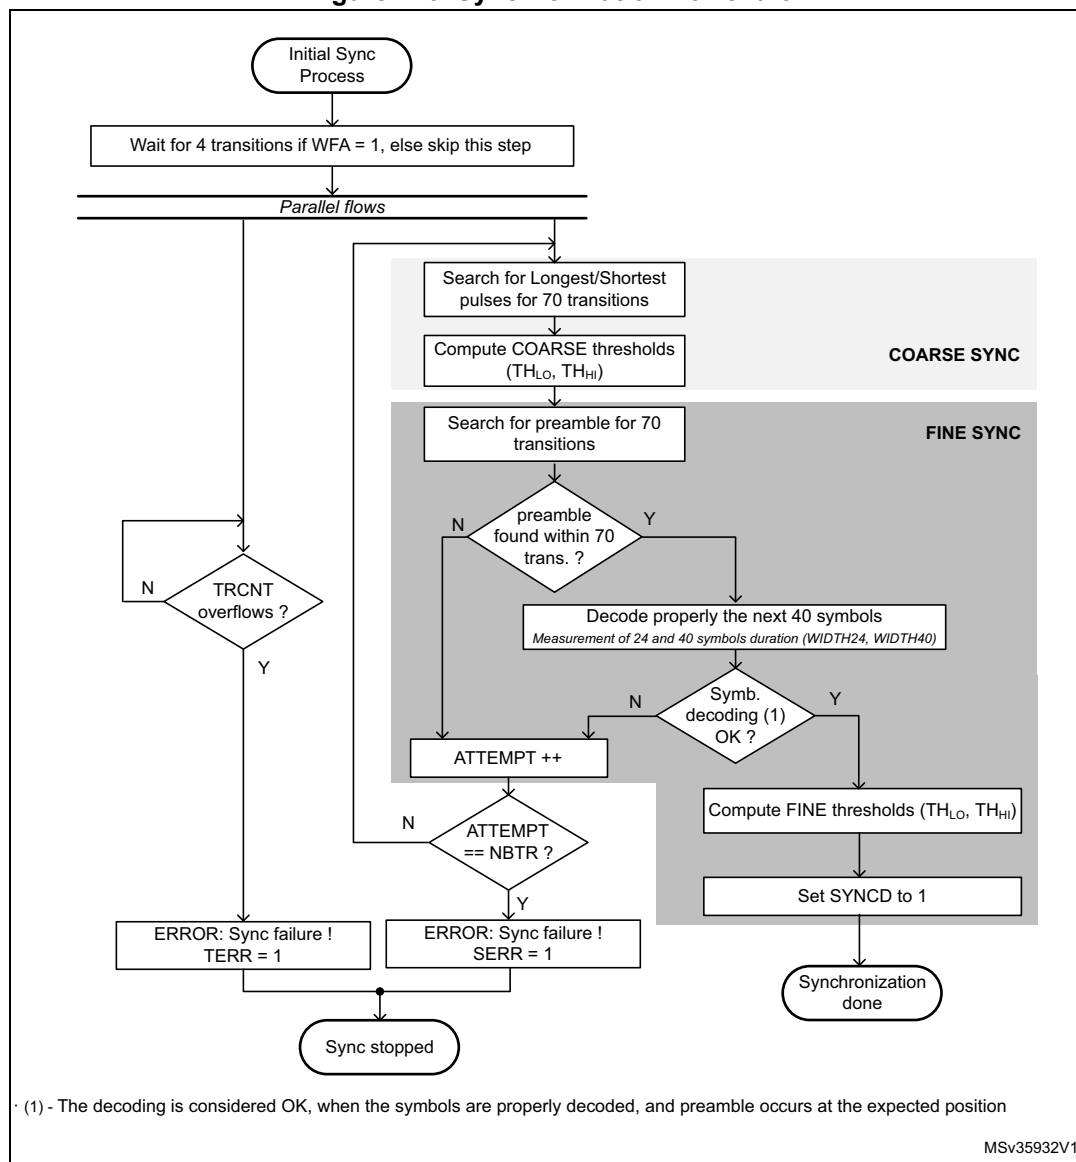 Initial Sync
Process
Wait for 4 transitions if WFA = 1, else skip this step
Parallel flows
Search for Longest/Shortest
pulses for 70 transitions
Compute COARSE thresholds
(THLO, THHI)
COARSE SYNC
Search for preamble for 70
transitions
FINE SYNC
preamble
found within 70
trans. ?
N
Y
TRCNT
overflows ?
N
Y
Decode properly the next 40 symbols
Measurement of 24 and 40 symbols duration (WIDTH24, WIDTH40)
Symb.
decoding (1)
OK ?
N
Y
ATTEMPT ++
Compute FINE thresholds (THLO, THHI)
ATTEMPT
== NBTR ?
N
Y
Set SYNCD to 1
ERROR: Sync failure !
TERR = 1
ERROR: Sync failure !
SERR = 1
Synchronization
done
Sync stopped
(1) - The decoding is considered OK, when the symbols are properly decoded, and preamble occurs at the expected position
MSv35932V1